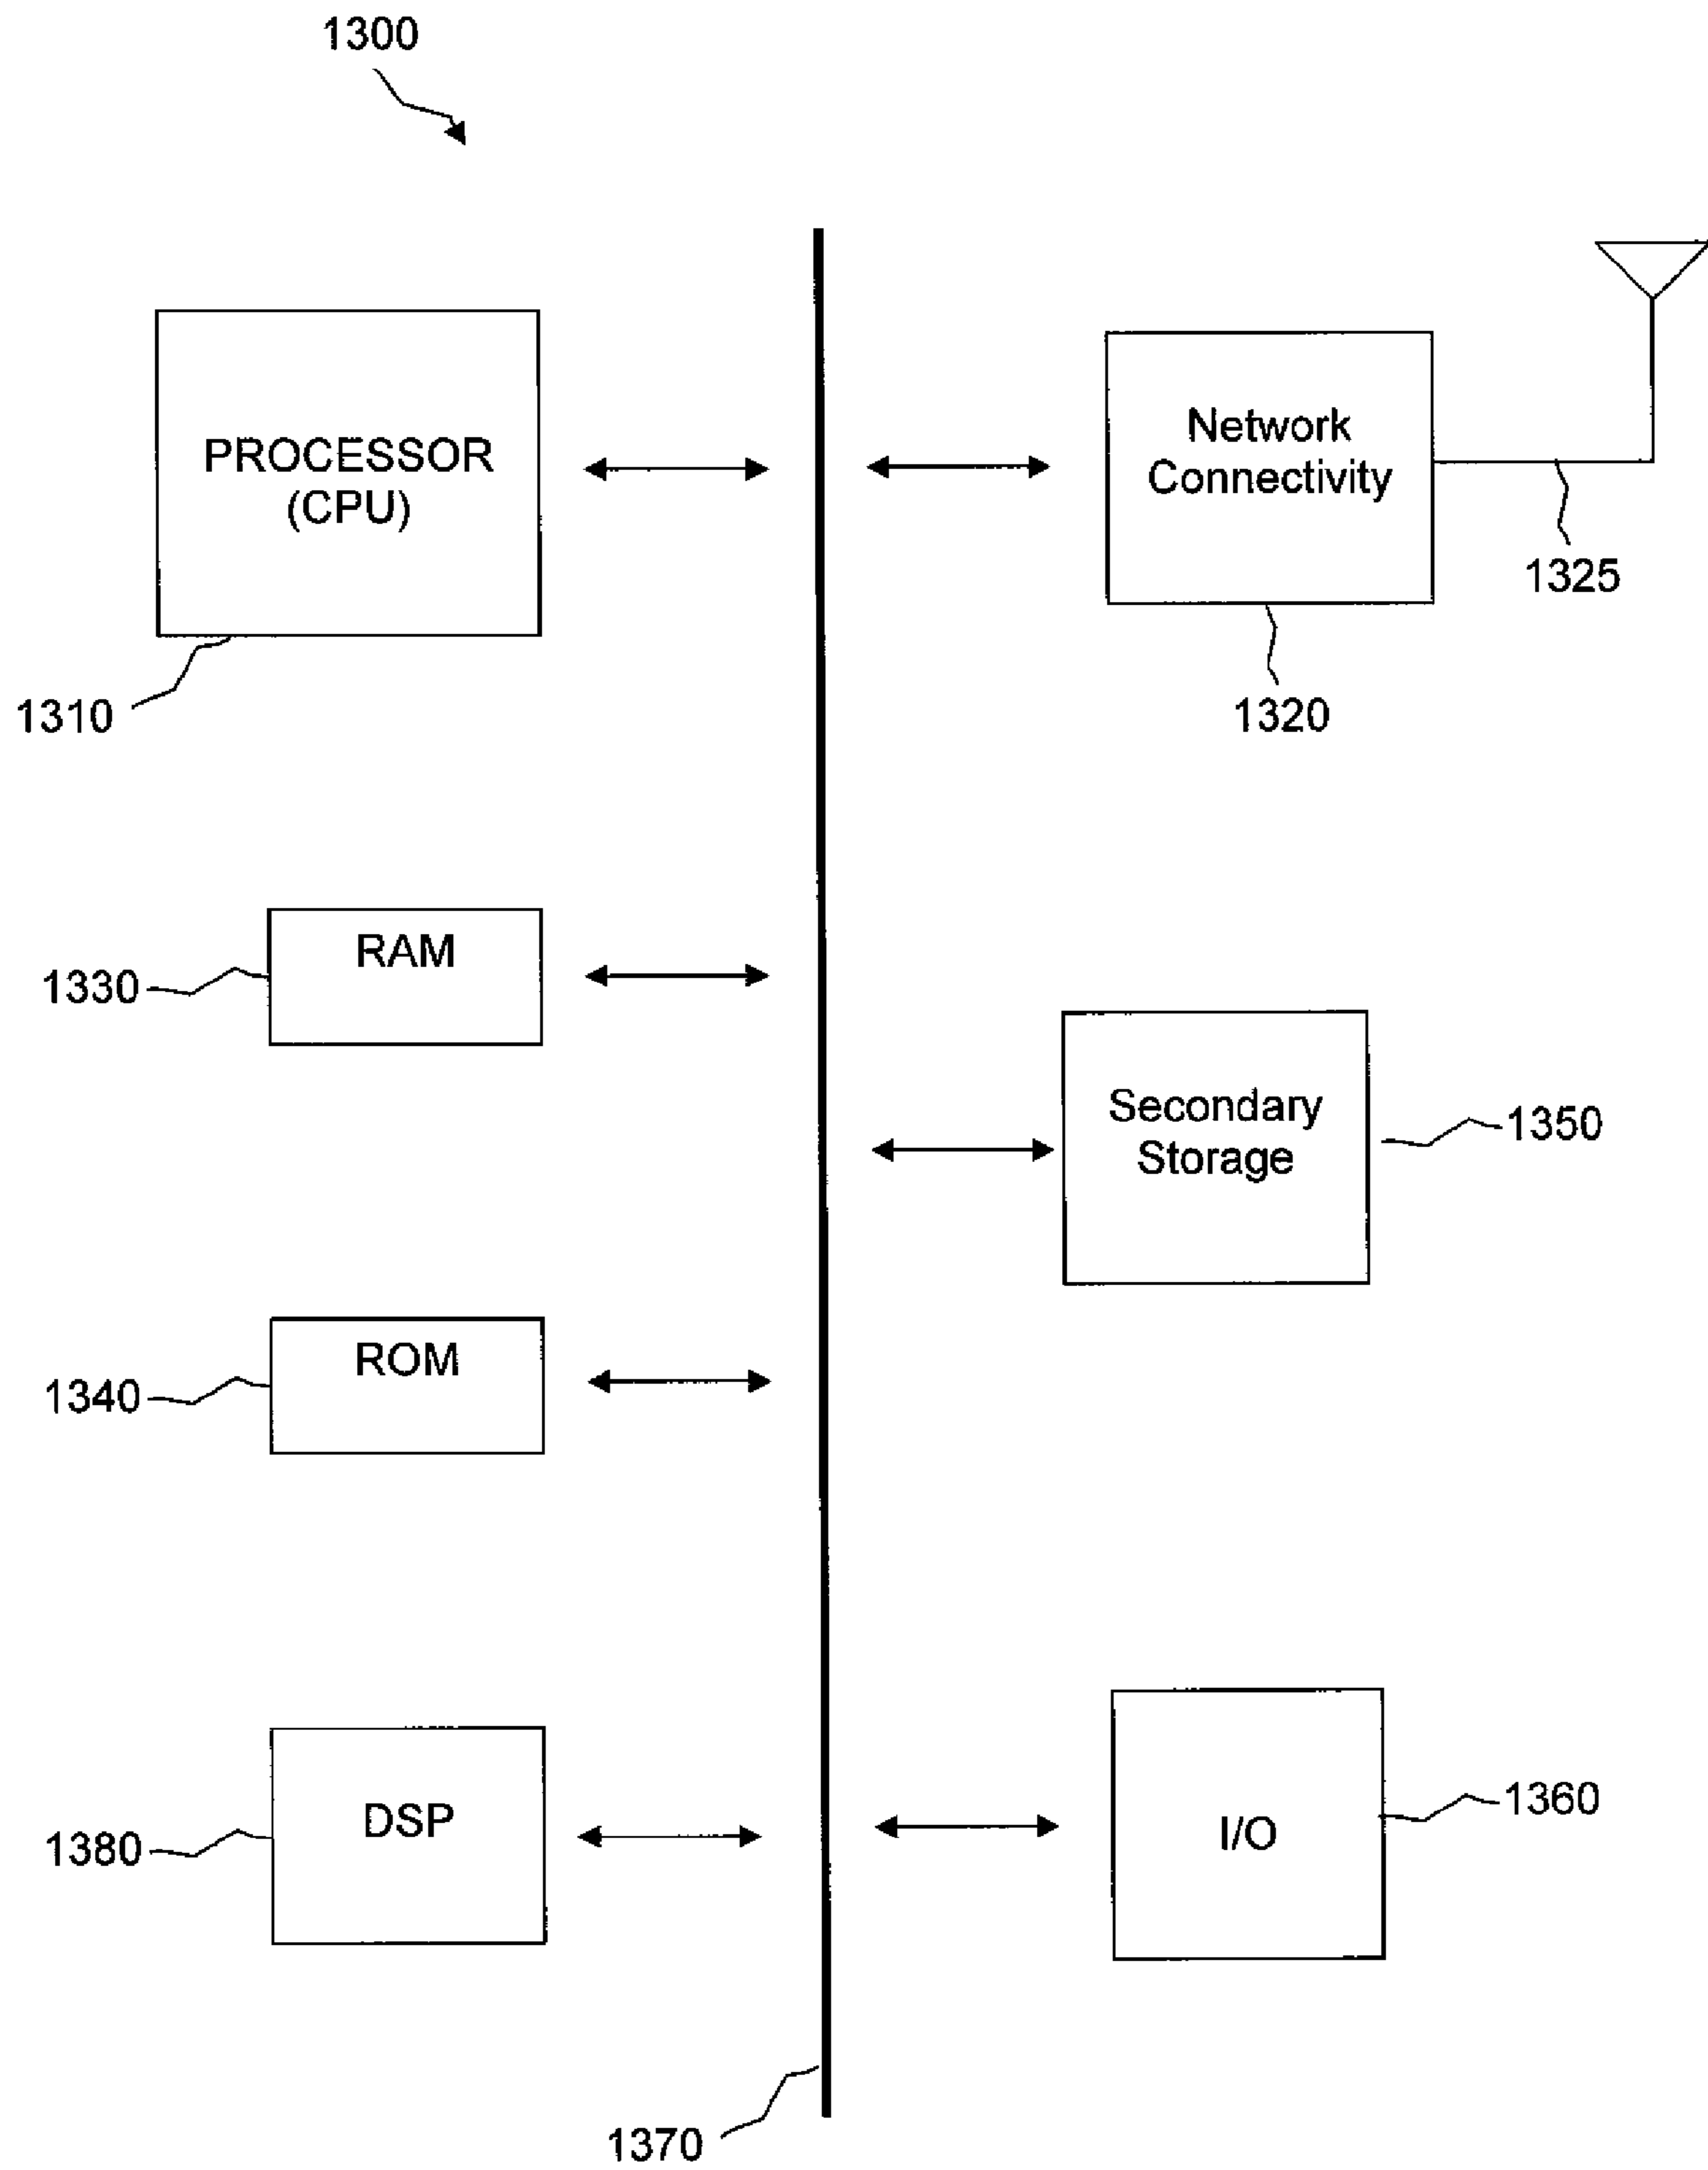 1300
PROCESSOR
(CPU)
Network
Connectivity
1325
1310
1320
RAM
1330
Secondary
Storage
1350
ROM
1340
DSP
1380
I/O
1360
1370